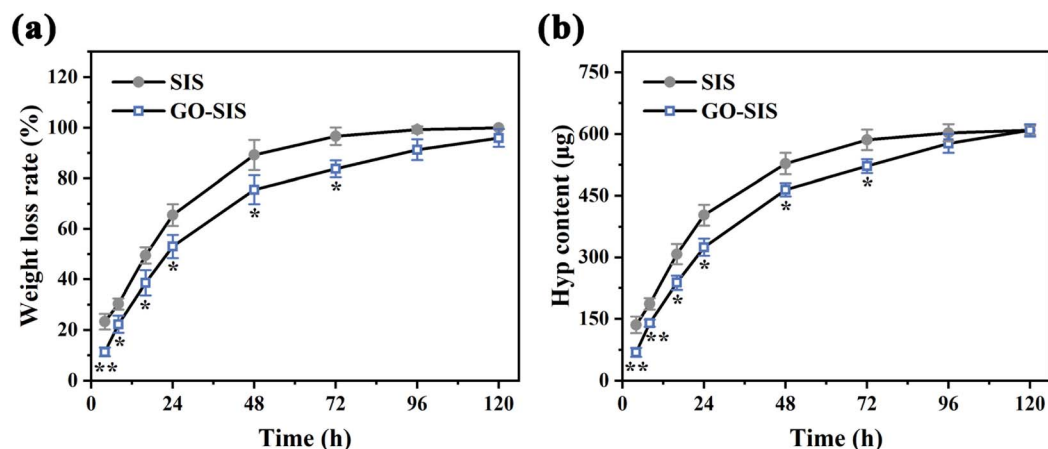 (a)
120
100
80
60
40
20
0
Weight loss rate (%)
SIS
GO-SIS
**
*
*
*
*
*
0 24 48 72 96 120
Time (h)
(b)
750
600
450
300
150
0
Hyp content (μg)
SIS
GO-SIS
**
**
*
*
*
*
0 24 48 72 96 120
Time (h)